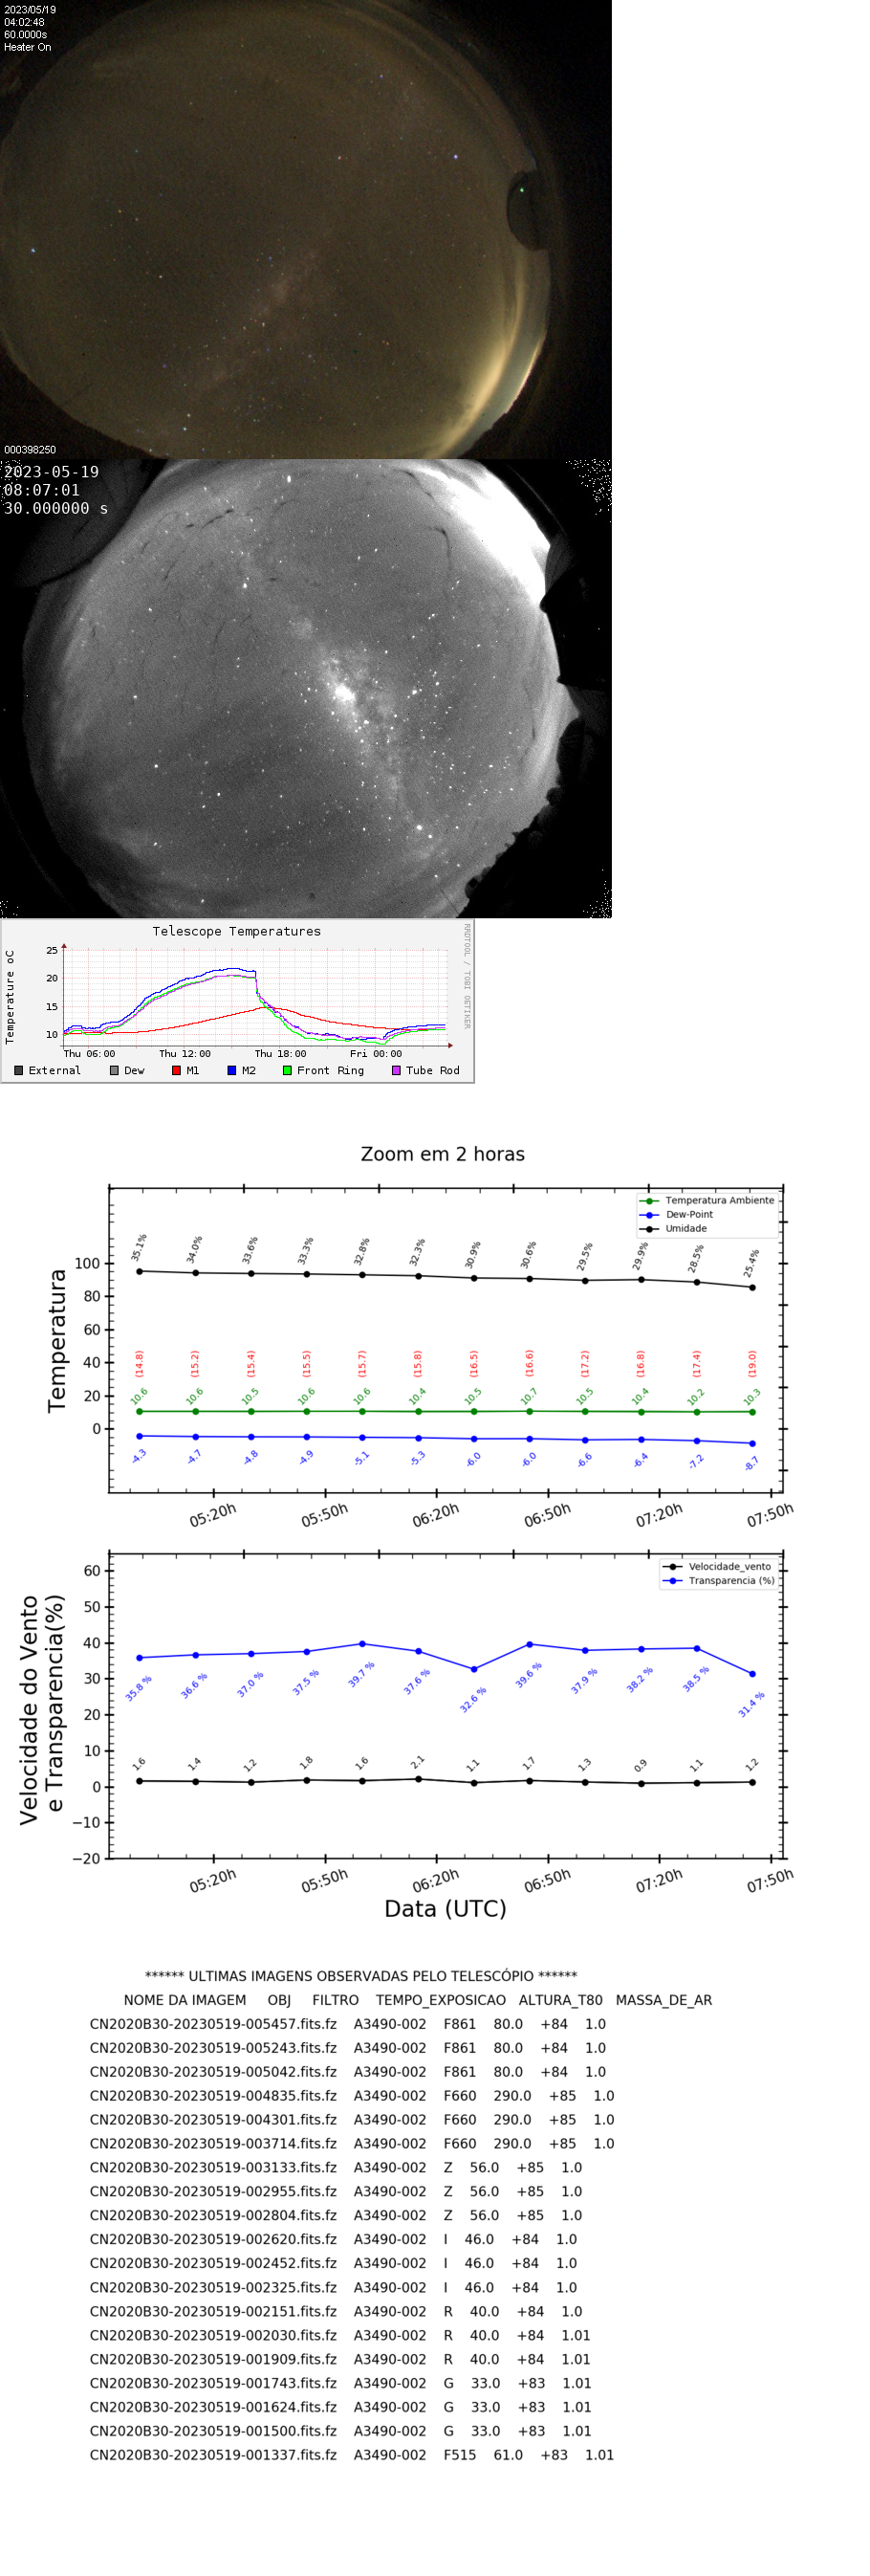 2023/05/19
04:02:48
60.0000s
Heater On
000398250
2023-05-19
08:07:01
30.000000 s
Telescope Temperatures
RRDTOOL / TOBI OETIKER
Temperature oC
25
20
15
10
Thu 06:00 Thu 12:00 Thu 18:00 Fri 00:00
External Dew M1 M2 Front Ring Tube Rod
Zoom em 2 horas
Temperatura Ambiente
Dew-Point
Umidade
Temperatura
100
80
60
40
20
0
35.1% 34.0% 33.6% 33.3% 32.8% 32.3% 30.9% 30.6% 29.5% 29.9% 28.5% 25.4%
(14.8) (15.2) (15.4) (15.5) (15.7) (15.8) (16.5) (16.6) (17.2) (16.8) (17.4) (19.0)
10.6 10.6 10.5 10.6 10.6 10.4 10.5 10.7 10.5 10.4 10.2 10.3
-4.3 -4.7 -4.8 -4.9 -5.1 -5.3 -6.0 -6.0 -6.6 -6.4 -7.2 -8.7
05:20h 05:50h 06:20h 06:50h 07:20h 07:50h
Velocidade_vento
Transparencia (%)
Velocidade do Vento
e Transparencia(%)
60
50
40
30
20
10
0
−10
−20
35.8 % 36.6 % 37.0 % 37.5 % 39.7 % 37.6 % 32.6 % 39.6 % 37.9 % 38.2 % 38.5 % 31.4 %
1.6 1.4 1.2 1.8 1.6 2.1 1.1 1.7 1.3 0.9 1.1 1.2
05:20h 05:50h 06:20h 06:50h 07:20h 07:50h
Data (UTC)
****** ULTIMAS IMAGENS OBSERVADAS PELO TELESCÓPIO ******
NOME DA IMAGEM OBJ FILTRO TEMPO_EXPOSICAO ALTURA_T80 MASSA_DE_AR
CN2020B30-20230519-005457.fits.fz A3490-002 F861 80.0 +84 1.0
CN2020B30-20230519-005243.fits.fz A3490-002 F861 80.0 +84 1.0
CN2020B30-20230519-005042.fits.fz A3490-002 F861 80.0 +84 1.0
CN2020B30-20230519-004835.fits.fz A3490-002 F660 290.0 +85 1.0
CN2020B30-20230519-004301.fits.fz A3490-002 F660 290.0 +85 1.0
CN2020B30-20230519-003714.fits.fz A3490-002 F660 290.0 +85 1.0
CN2020B30-20230519-003133.fits.fz A3490-002 Z 56.0 +85 1.0
CN2020B30-20230519-002955.fits.fz A3490-002 Z 56.0 +85 1.0
CN2020B30-20230519-002804.fits.fz A3490-002 Z 56.0 +85 1.0
CN2020B30-20230519-002620.fits.fz A3490-002 I 46.0 +84 1.0
CN2020B30-20230519-002452.fits.fz A3490-002 I 46.0 +84 1.0
CN2020B30-20230519-002325.fits.fz A3490-002 I 46.0 +84 1.0
CN2020B30-20230519-002151.fits.fz A3490-002 R 40.0 +84 1.0
CN2020B30-20230519-002030.fits.fz A3490-002 R 40.0 +84 1.01
CN2020B30-20230519-001909.fits.fz A3490-002 R 40.0 +84 1.01
CN2020B30-20230519-001743.fits.fz A3490-002 G 33.0 +83 1.01
CN2020B30-20230519-001624.fits.fz A3490-002 G 33.0 +83 1.01
CN2020B30-20230519-001500.fits.fz A3490-002 G 33.0 +83 1.01
CN2020B30-20230519-001337.fits.fz A3490-002 F515 61.0 +83 1.01